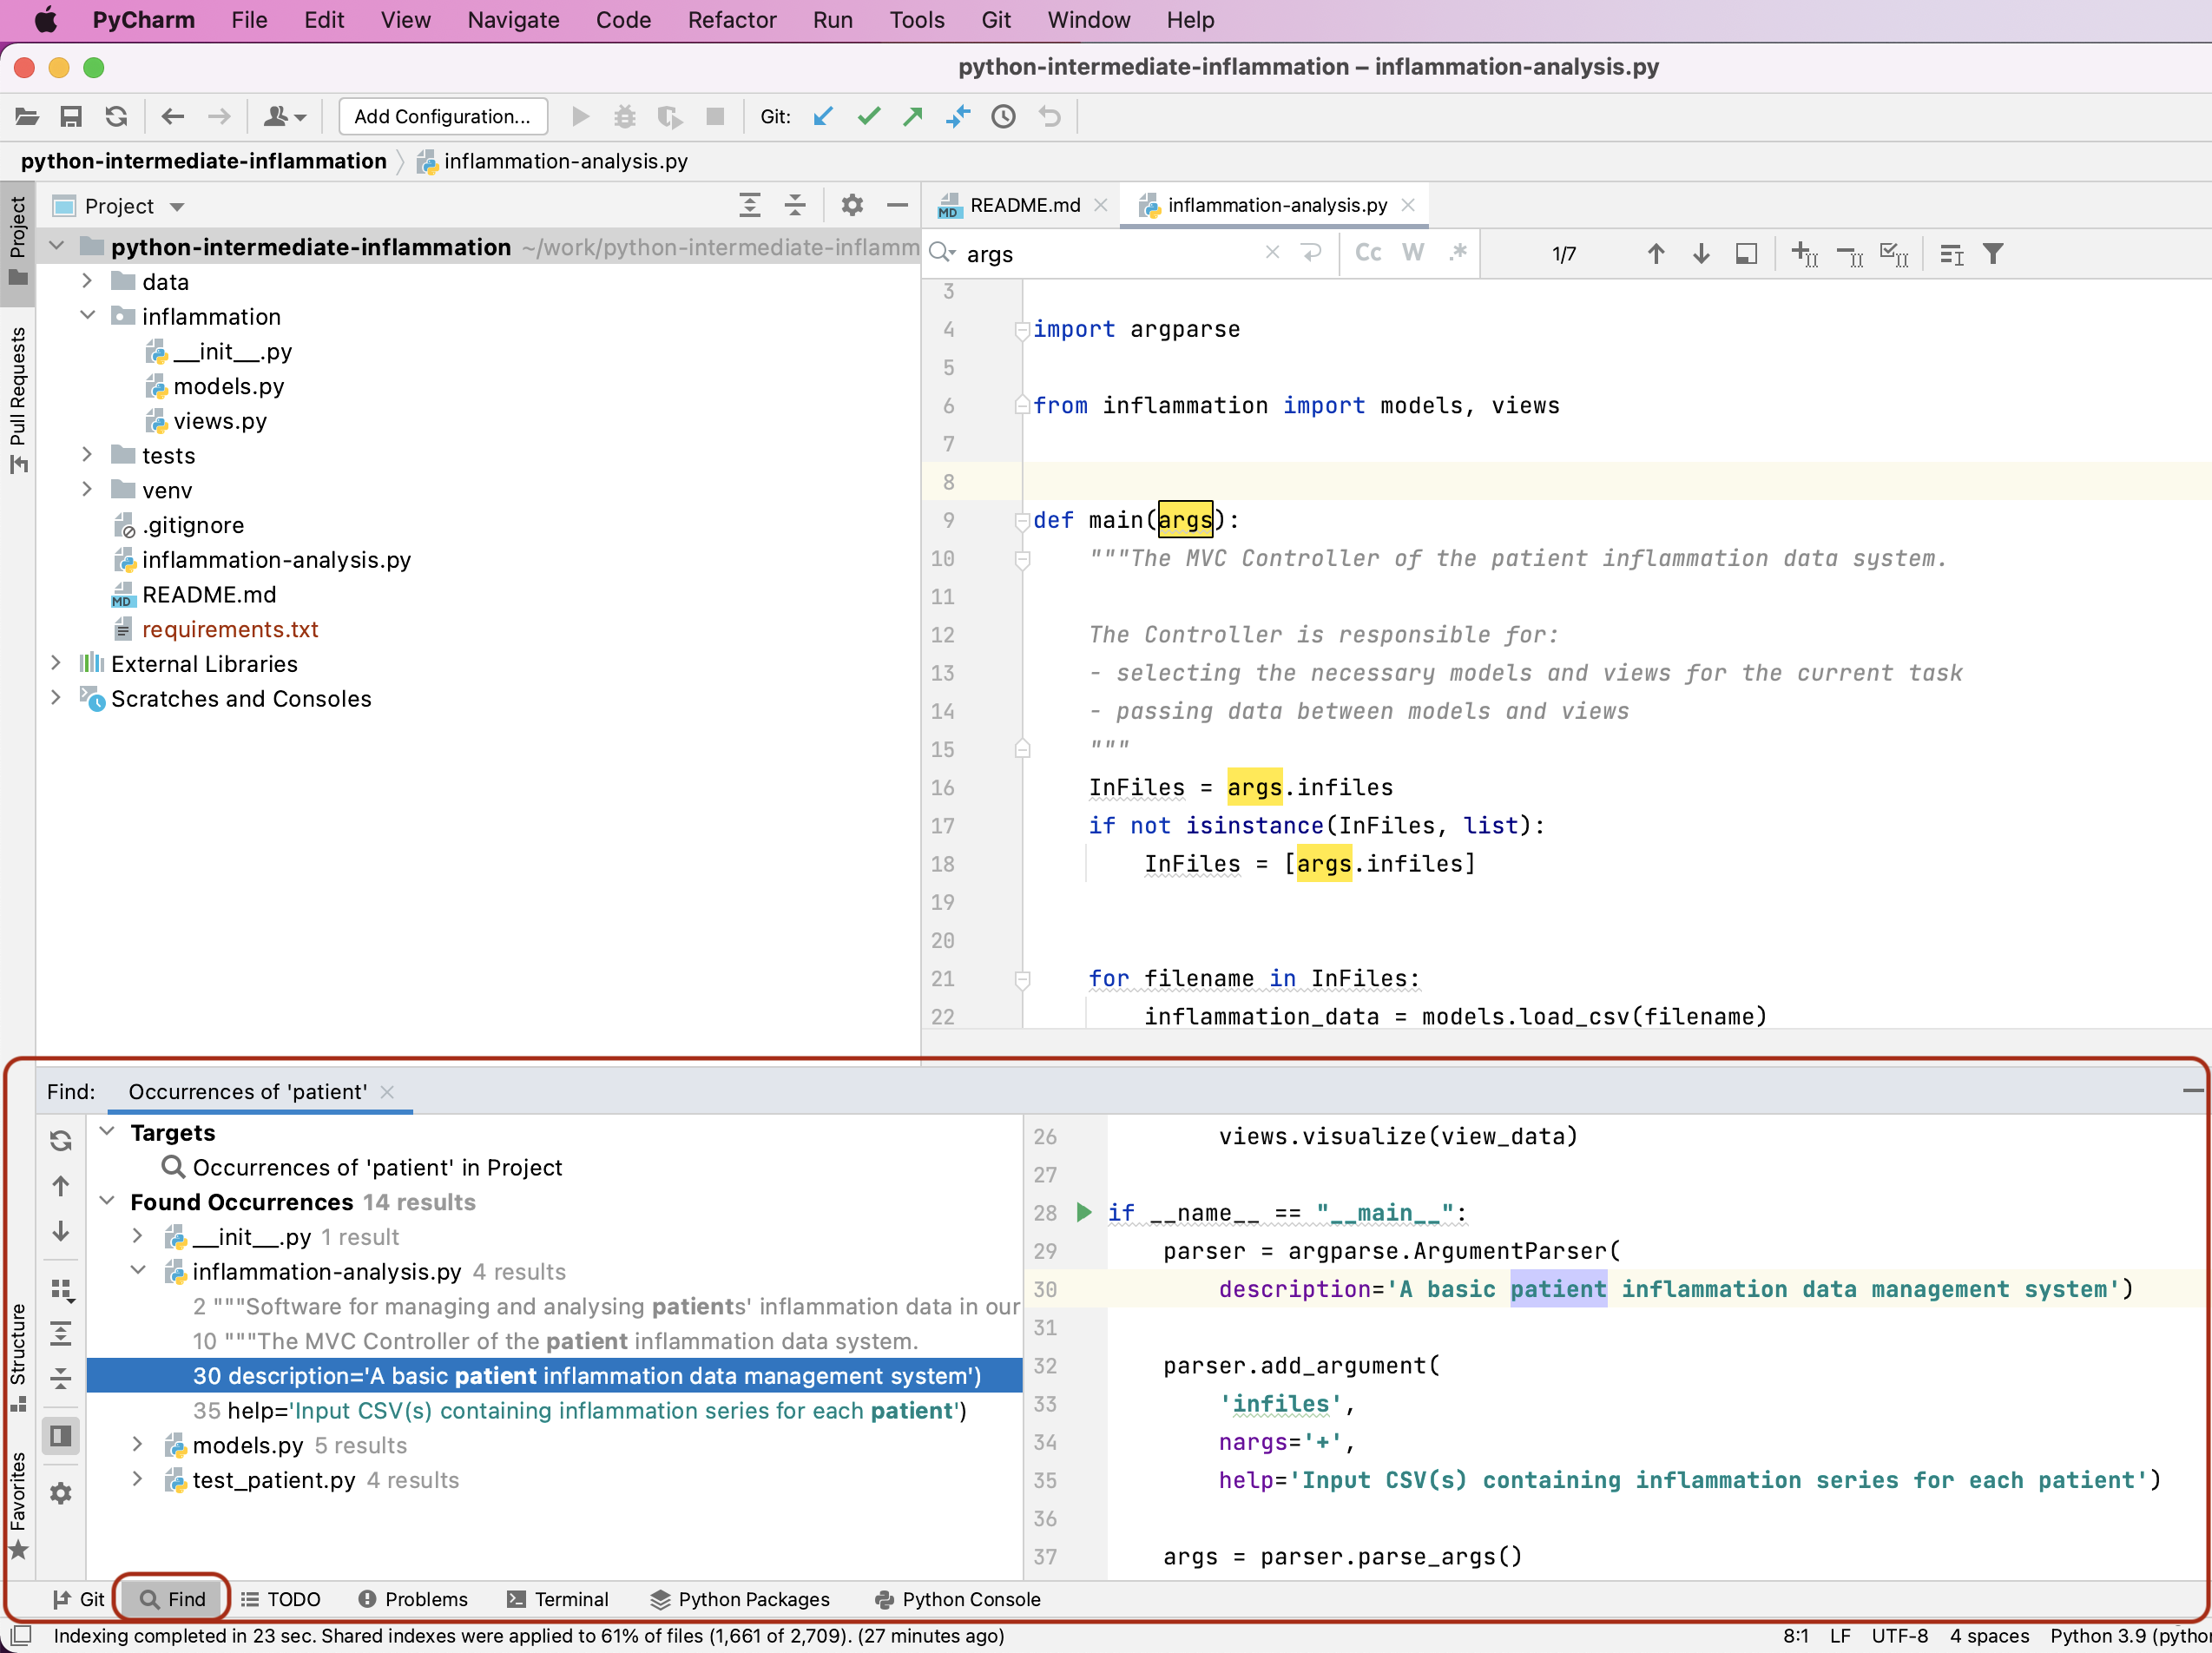 PyCharm File Edit View Navigate Code Refactor Run Tools Git Window Help
python-intermediate-inflammation – inflammation-analysis.py
Add Configuration... Git:
python-intermediate-inflammation inflammation-analysis.py
Project
Pull Requests
Structure
Favorites
Project
python-intermediate-inflammation ~/work/python-intermediate-inflamm
data
inflammation
__init__.py
models.py
views.py
tests
venv
.gitignore
inflammation-analysis.py
MD README.md
requirements.txt
External Libraries
Scratches and Consoles
MD README.md inflammation-analysis.py
args Cc W .* 1/7
3
4 import argparse
5
6 from inflammation import models, views
7
8
9 def main(args):
10 """The MVC Controller of the patient inflammation data system.
11
12 The Controller is responsible for:
13 - selecting the necessary models and views for the current task
14 - passing data between models and views
15 """
16 InFiles = args.infiles
17 if not isinstance(InFiles, list):
18 InFiles = [args.infiles]
19
20
21 for filename in InFiles:
22 inflammation_data = models.load_csv(filename)
Find: Occurrences of 'patient'
Targets
Occurrences of 'patient' in Project
Found Occurrences 14 results
__init__.py 1 result
inflammation-analysis.py 4 results
2 """Software for managing and analysing patients' inflammation data in our
10 """The MVC Controller of the patient inflammation data system.
30 description='A basic patient inflammation data management system')
35 help='Input CSV(s) containing inflammation series for each patient')
models.py 5 results
test_patient.py 4 results
26 views.visualize(view_data)
27
28 if __name__ == "__main__":
29 parser = argparse.ArgumentParser(
30 description='A basic patient inflammation data management system')
31
32 parser.add_argument(
33 'infiles',
34 nargs='+',
35 help='Input CSV(s) containing inflammation series for each patient')
36
37 args = parser.parse_args()
Git Find TODO Problems Terminal Python Packages Python Console
Indexing completed in 23 sec. Shared indexes were applied to 61% of files (1,661 of 2,709). (27 minutes ago) 8:1 LF UTF-8 4 spaces Python 3.9 (pytho